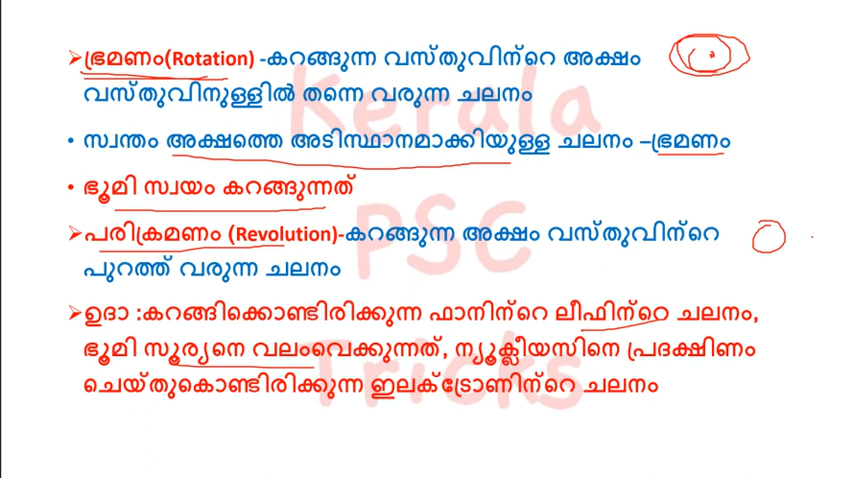 ➢ഭ്രമണം(Rotation) -കറങ്ങുന്ന വസ്തുവിന്റെ അക്ഷം
വസ്തുവിനുള്ളിൽ തന്നെ വരുന്ന ചലനം
• സ്വന്തം അക്ഷത്തെ അടിസ്ഥാനമാക്കിയുള്ള ചലനം –ഭ്രമണം
• ഭൂമി സ്വയം കറങ്ങുന്നത്
➢പരിക്രമണം (Revolution)-കറങ്ങുന്ന അക്ഷം വസ്തുവിന്റെ
പുറത്ത് വരുന്ന ചലനം
➢ഉദാ :കറങ്ങിക്കൊണ്ടിരിക്കുന്ന ഫാനിന്റെ ലീഫിന്റെ ചലനം,
ഭൂമി സൂര്യനെ വലംവെക്കുന്നത്, ന്യൂക്ലീയസിനെ പ്രദക്ഷിണം
ചെയ്തുകൊണ്ടിരിക്കുന്ന ഇലക്ട്രോണിന്റെ ചലനം
Kerala
PSC
Tricks